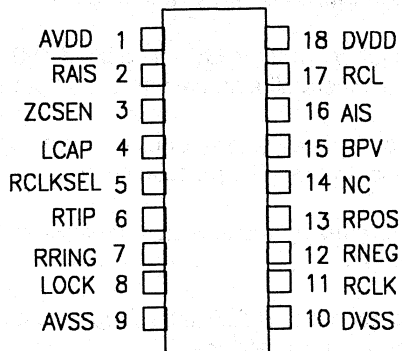 AVDD 1 18 DVDD
RAIS 2 17 RCL
ZCSEN 3 16 AIS
LCAP 4 15 BPV
RCLKSEL 5 14 NC
RTIP 6 13 RPOS
RRING 7 12 RNEG
LOCK 8 11 RCLK
AVSS 9 10 DVSS